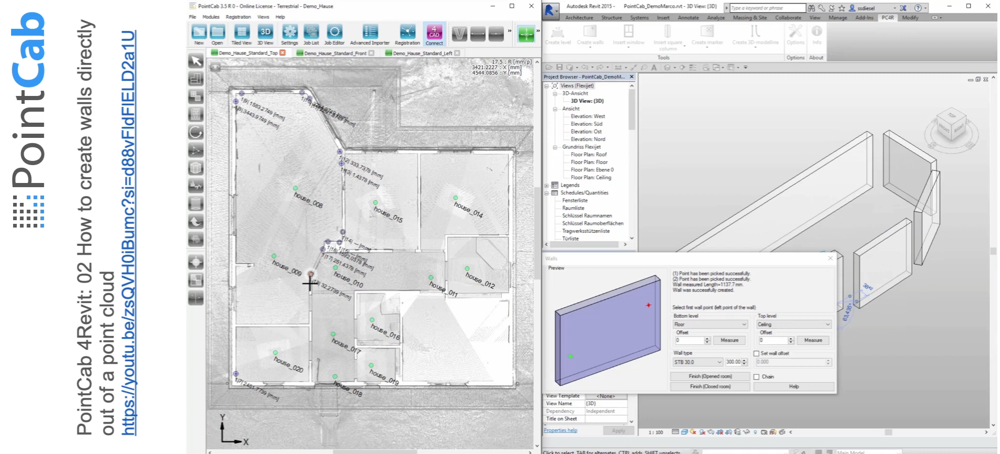 PointCab
PointCab 4Revit: 02 How to create walls directly
out of a point cloud
https://youtu.be/zsQVH0iBumc?si=d88vFldFlELD2a1U
PointCab 3.5 R 0 - Online License - Terrestrial - Demo_Hause
File Modules Registration Views Help
New Open Tiled View 3D View Settings Job List Job Editor Advanced Importer Registration Connect
3D
4
CAD
Demo_Hause_Standard_Top Demo_Hause_Standard_Front Demo_Hause_Standard_Left
17.5 : R [mm/p]
3421.2227 : X [mm]
4544.0856 : Y [mm]
1|9| 1583.2749 [mm]
1|8|3443.9749 [mm]
1|12| 333.7378 [mm]
1|13| 1.4378 [mm]
house_008
house_015
house_014
1|14| --- [mm]
1|15| --- [mm]
1|16| 1592.0378 [mm]
1|17| 251.4378 [mm]
house_009
house_010
house_011
house_012
32.2739 [mm]
house_016
house_017
house_020
house_019
house_018
1|7| 2451.7739 [mm]
Y
X
Autodesk Revit 2015 - PointCab_DemoMarco.rvt - 3D View: {3D}
Type a keyword or phrase
ssdiesel
Architecture Structure Systems Insert Annotate Analyze Massing & Site Collaborate View Manage Add-Ins PC4R Modify
Create level Create walls Insert window Insert square column Create marker Create 3D-modelline Options Info
Tools Options About
Project Browser - PointCab_DemoM...
Views (Flexijet)
3D-Ansicht
3D View: {3D}
Ansicht
Elevation: West
Elevation: Süd
Elevation: Ost
Elevation: Nord
Grundriss Flexijet
Floor Plan: Roof
Floor Plan: Floor
Floor Plan: Ebene 0
Floor Plan: Ceiling
Legends
Schedules/Quantities
Fensterliste
Raumliste
Schlüssel Raumnamen
Schlüssel Raumoberflächen
Tragwerksstützenliste
Türliste
TOP
FRONT
RIGHT
Walls
Preview
(1) Point has been picked successfully.
(2) Point has been picked successfully.
Wall measured Length=1137.7 mm.
Wall was successfully created.
Select first wall point (left point of the wall)
Bottom level Top level
Floor Ceiling
Offset Offset
0 Measure 0 Measure
Wall type Set wall offset
STB 30.0 300.00 0.000
Finish (Opened room) Chain
Finish (Closed room) Help
63,435°
View Template <None>
View Name {3D}
Dependency Independent
Title on Sheet
Properties help Apply
1 : 100
Click to select, TAB for alternates, CTRL adds, SHIFT unselects.
Main Model